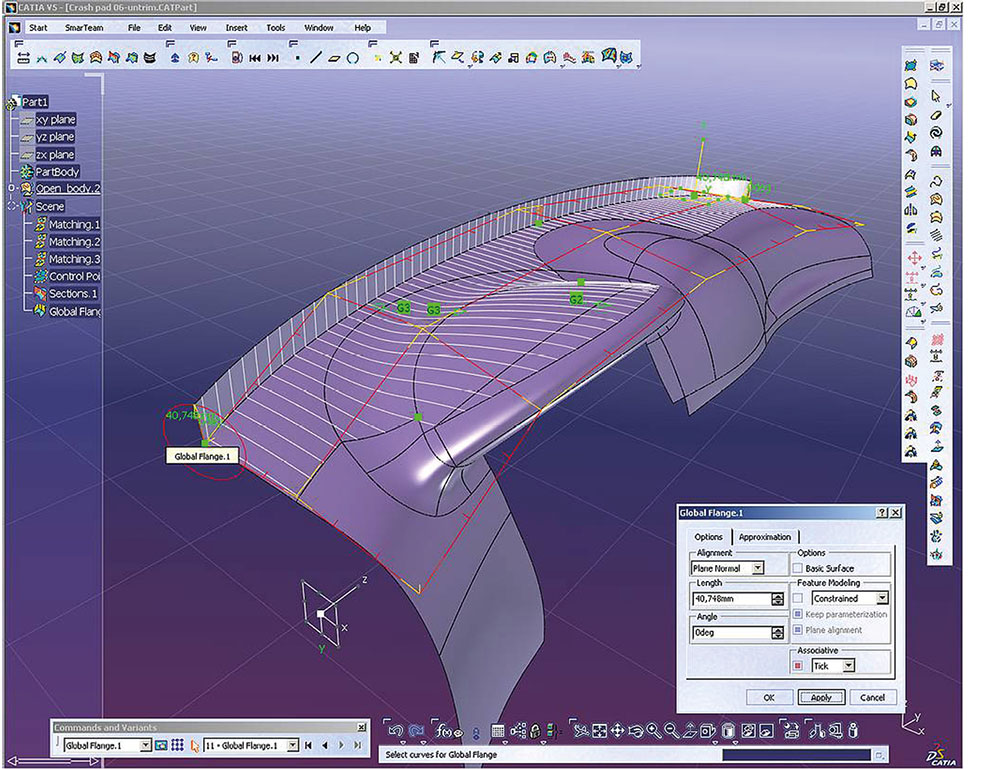 CATIA V5 - [Crash pad 06-untrim.CATPart]
Start SmarTeam File Edit View Insert Tools Window Help
Part1
xy plane
yz plane
zx plane
PartBody
Open_body.2
Scene
Matching.1
Matching.2
Matching.3
Control Poi
Sections.1
Global Flang
z
40,748mm
0deg
Y
G3 G3
G2
40,748
Global Flange.1
z
x
y
Global Flange.1
Options Approximation
Alignment
Plane Normal
Length
40,748mm
Angle
0deg
Options
Basic Surface
Feature Modeling
Constrained
Keep parameterization
Plane alignment
Associative
Tick
OK Apply Cancel
Commands and Variants
Global Flange.1 11 - Global Flange.1
Select curves for Global Flange
Y
x
DS
CATIA